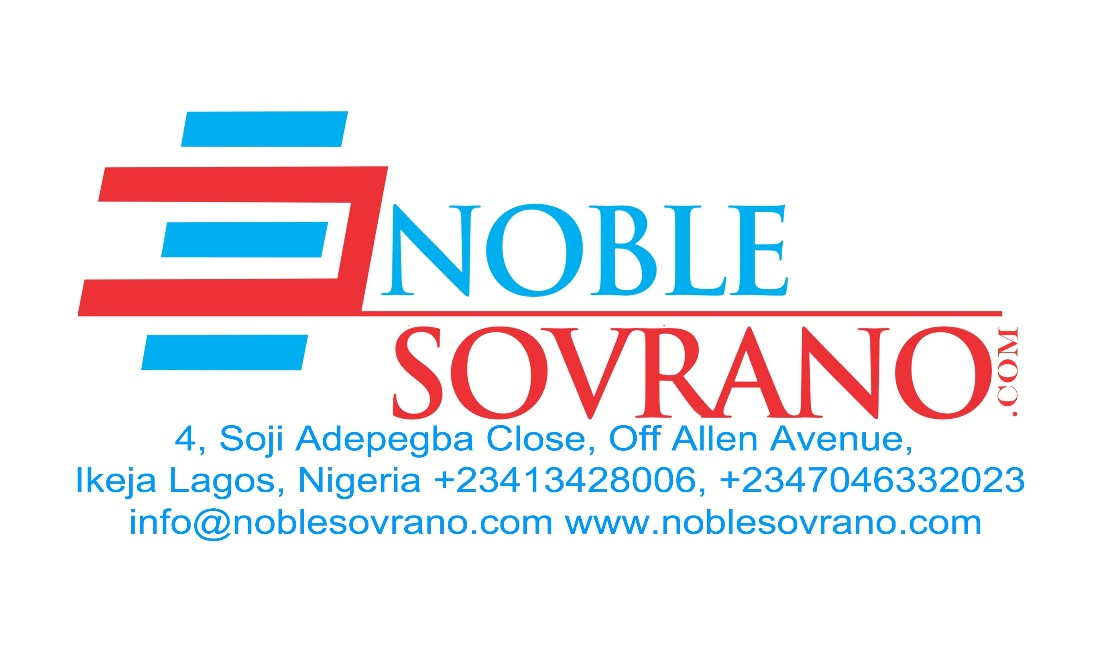 NOBLE
SOVRANO
.COM
4, Soji Adepegba Close, Off Allen Avenue,
Ikeja Lagos, Nigeria +23413428006, +2347046332023
info@noblesovrano.com www.noblesovrano.com